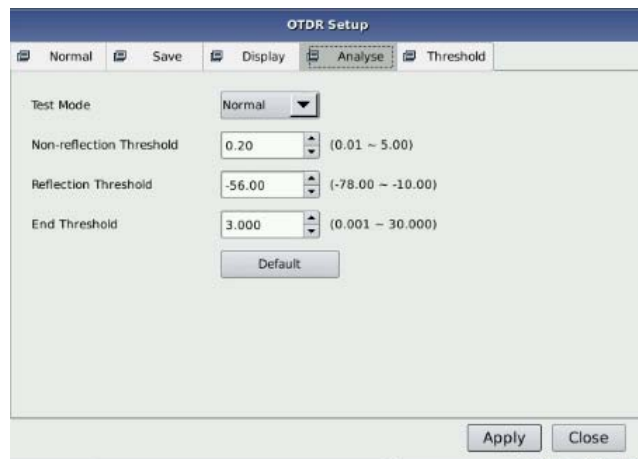 OTDR Setup
Normal Save Display Analyse Threshold
Test Mode Normal
Non-reflection Threshold 0.20 (0.01 ~ 5.00)
Reflection Threshold -56.00 (-78.00 ~ -10.00)
End Threshold 3.000 (0.001 ~ 30.000)
Default
Apply Close